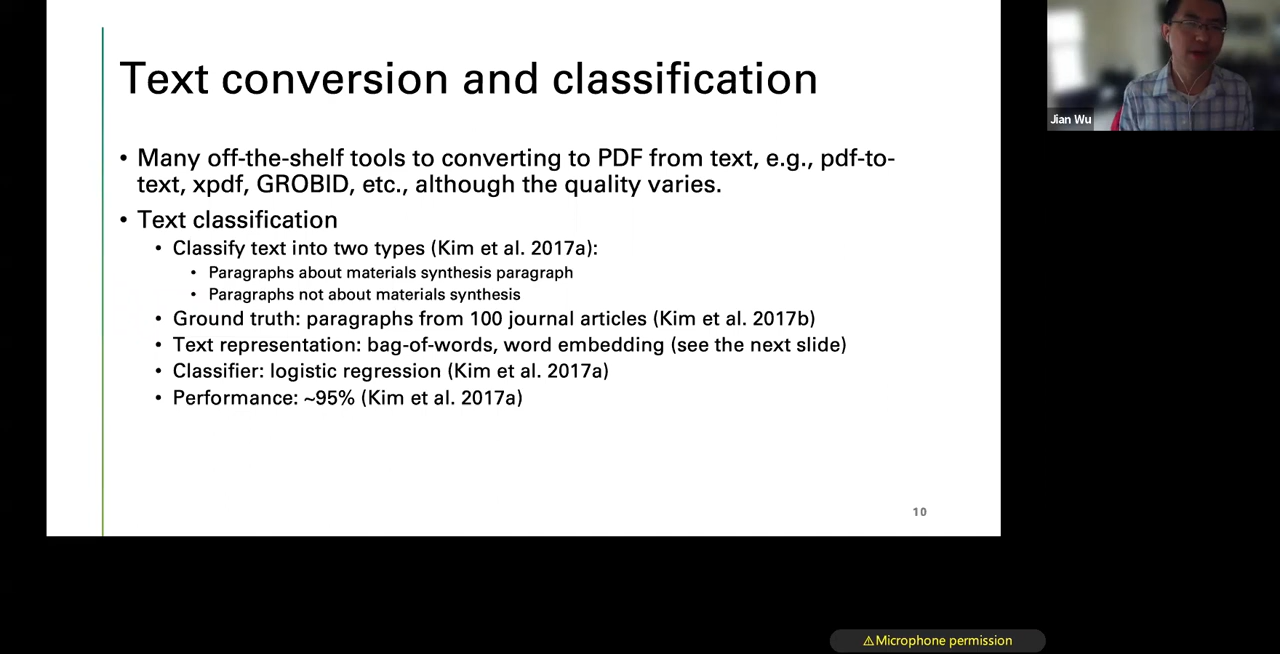 Text conversion and classification
• Many off-the-shelf tools to converting to PDF from text, e.g., pdf-to-
text, xpdf, GROBID, etc., although the quality varies.
• Text classification
• Classify text into two types (Kim et al. 2017a):
• Paragraphs about materials synthesis paragraph
• Paragraphs not about materials synthesis
• Ground truth: paragraphs from 100 journal articles (Kim et al. 2017b)
• Text representation: bag-of-words, word embedding (see the next slide)
• Classifier: logistic regression (Kim et al. 2017a)
• Performance: ~95% (Kim et al. 2017a)
10
Jian Wu
⚠Microphone permission